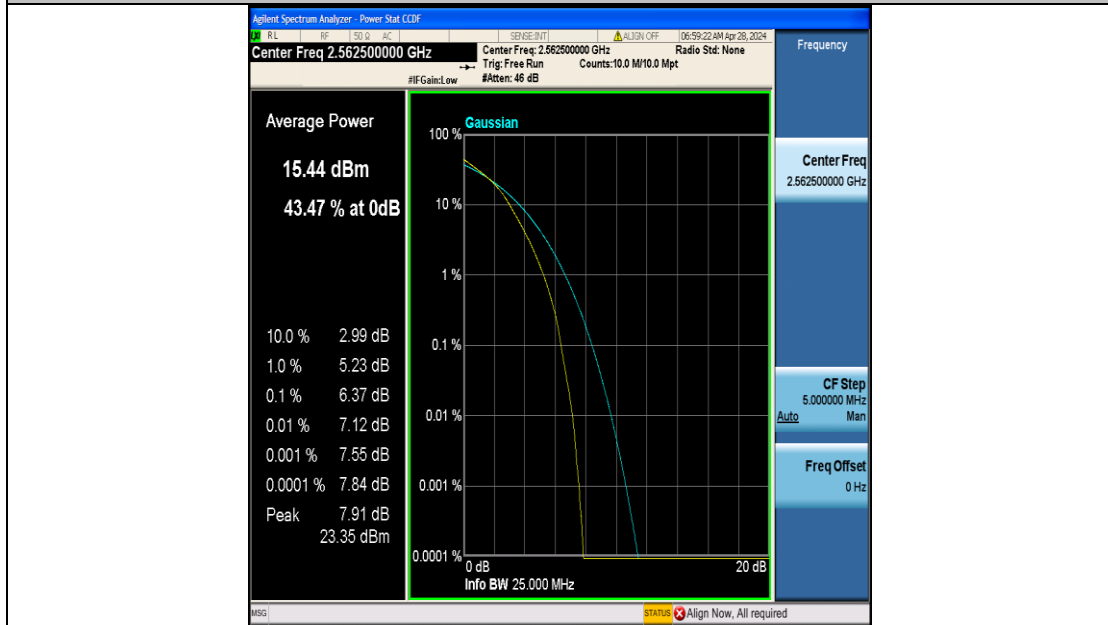 Agilent Spectrum Analyzer - Power Stat CCDF
RL RF 50 Ω AC SENSE:INT ALIGN OFF 06:59:22 AM Apr 28, 2024
Center Freq 2.562500000 GHz
Center Freq: 2.562500000 GHz Radio Std: None
Trig: Free Run Counts:10.0 M/10.0 Mpt
#IFGain:Low #Atten: 46 dB
Frequency
Average Power
15.44 dBm
43.47 % at 0dB
10.0 % 2.99 dB
1.0 % 5.23 dB
0.1 % 6.37 dB
0.01 % 7.12 dB
0.001 % 7.55 dB
0.0001 % 7.84 dB
Peak 7.91 dB
23.35 dBm
Gaussian
100 %
10 %
1 %
0.1 %
0.01 %
0.001 %
0.0001 %
0 dB 20 dB
Info BW 25.000 MHz
Center Freq
2.562500000 GHz
CF Step
5.000000 MHz
Auto Man
Freq Offset
0 Hz
MSG STATUS Align Now, All required